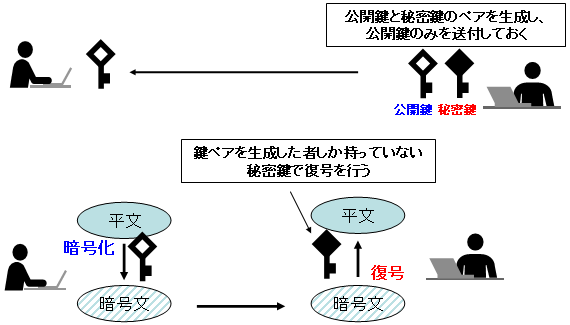 公開鍵と秘密鍵のペアを生成し、
公開鍵のみを送付しておく
公開鍵 秘密鍵
鍵ペアを生成した者しか持っていない
秘密鍵で復号を行う
平文
平文
暗号化
復号
暗号文
暗号文